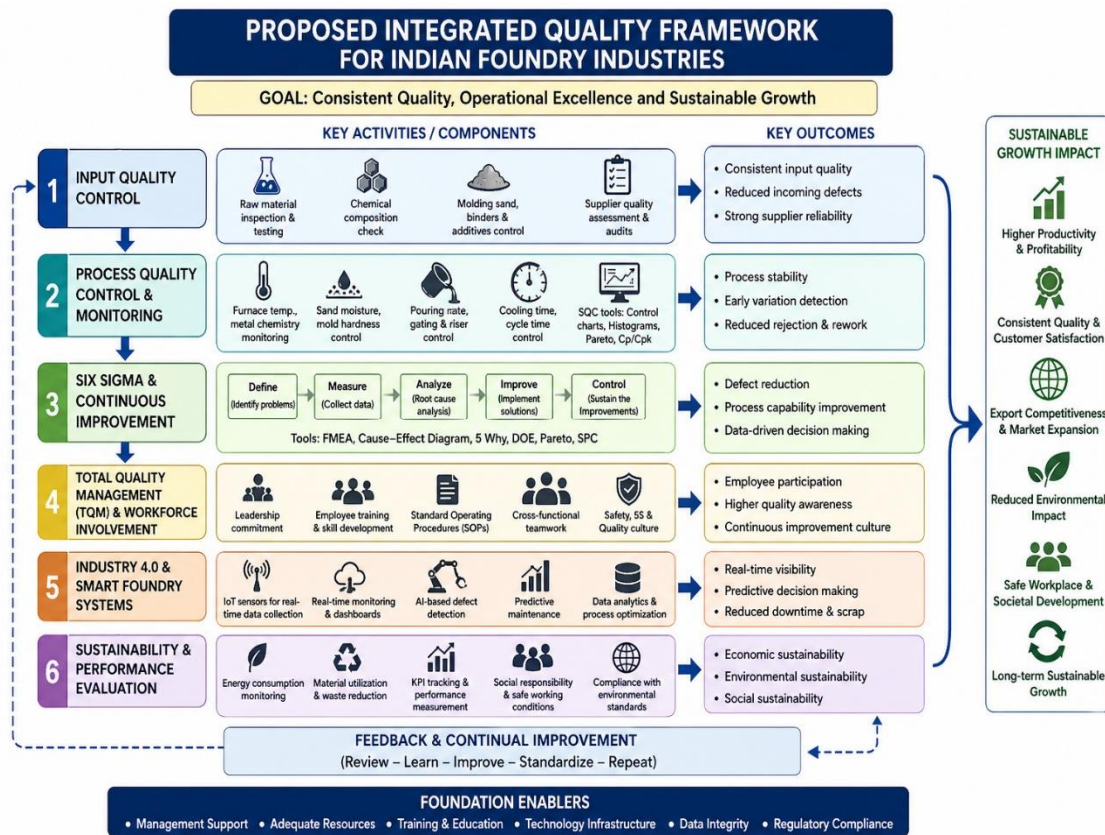 PROPOSED INTEGRATED QUALITY FRAMEWORK
FOR INDIAN FOUNDRY INDUSTRIES
GOAL: Consistent Quality, Operational Excellence and Sustainable Growth
KEY ACTIVITIES / COMPONENTS
KEY OUTCOMES
1
INPUT QUALITY
CONTROL
Raw material
inspection &
testing
Chemical
composition
check
Molding sand,
binders &
additives control
Supplier quality
assessment &
audits
• Consistent input quality
• Reduced incoming defects
• Strong supplier reliability
2
PROCESS QUALITY
CONTROL &
MONITORING
Furnace temp.,
metal chemistry
monitoring
Sand moisture,
mold hardness
control
Pouring rate,
gating & riser
control
Cooling time,
cycle time
control
SQC tools: Control
charts, Histograms,
Pareto, Cp/Cpk
• Process stability
• Early variation detection
• Reduced rejection & rework
3
SIX SIGMA &
CONTINUOUS
IMPROVEMENT
Define
(Identify problems)
Measure
(Collect data)
Analyze
(Root cause
analysis)
Improve
(Implement
solutions)
Control
(Sustain the
Improvements)
Tools: FMEA, Cause–Effect Diagram, 5 Why, DOE, Pareto, SPC
• Defect reduction
• Process capability improvement
• Data-driven decision making
4
TOTAL QUALITY
MANAGEMENT
(TQM) & WORKFORCE
INVOLVEMENT
Leadership
commitment
Employee training
& skill development
Standard Operating
Procedures (SOPs)
Cross-functional
teamwork
Safety, 5S &
Quality culture
• Employee participation
• Higher quality awareness
• Continuous improvement culture
5
INDUSTRY 4.0 &
SMART FOUNDRY
SYSTEMS
IoT sensors for real-
time data collection
Real-time monitoring
& dashboards
AI-based defect
detection
Predictive
maintenance
Data analytics &
process optimization
• Real-time visibility
• Predictive decision making
• Reduced downtime & scrap
6
SUSTAINABILITY &
PERFORMANCE
EVALUATION
Energy consumption
monitoring
Material utilization
& waste reduction
KPI tracking &
performance
measurement
Social responsibility
& safe working
conditions
Compliance with
environmental
standards
• Economic sustainability
• Environmental sustainability
• Social sustainability
SUSTAINABLE
GROWTH IMPACT
Higher Productivity
& Profitability
Consistent Quality &
Customer Satisfaction
Export Competitiveness
& Market Expansion
Reduced Environmental
Impact
Safe Workplace &
Societal Development
Long-term Sustainable
Growth
FEEDBACK & CONTINUAL IMPROVEMENT
(Review – Learn – Improve – Standardize – Repeat)
FOUNDATION ENABLERS
• Management Support • Adequate Resources • Training & Education • Technology Infrastructure • Data Integrity • Regulatory Compliance